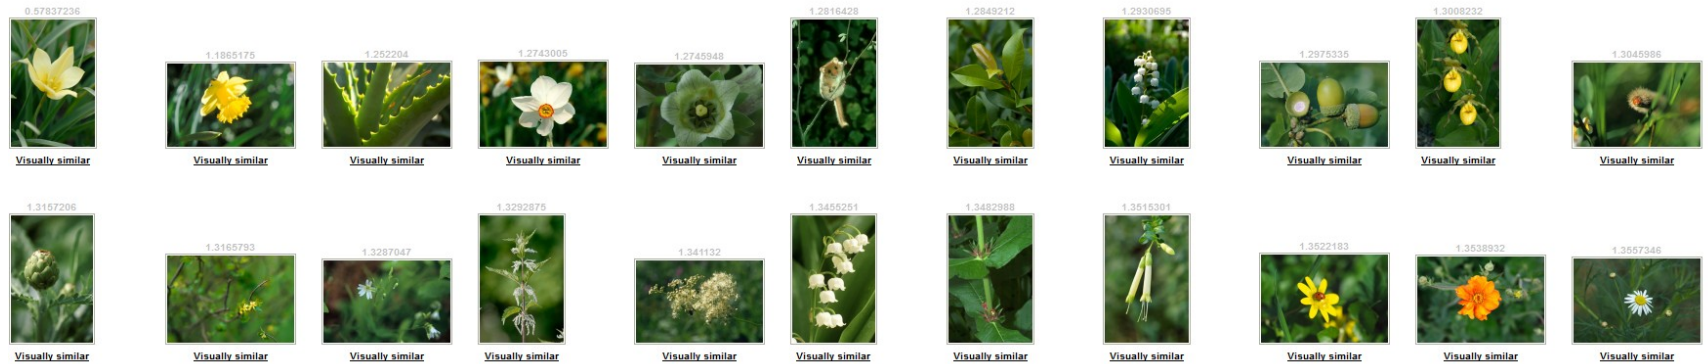 0.57837236
1.1865175
1.252204
1.2743005
1.2745948
1.2816428
1.2849212
1.2930695
1.2975335
1.3008232
1.3045986
Visually similar
Visually similar
Visually similar
Visually similar
Visually similar
Visually similar
Visually similar
Visually similar
Visually similar
Visually similar
Visually similar
1.3157206
1.3165793
1.3287047
1.3292875
1.341132
1.3455251
1.3482988
1.3515301
1.3522183
1.3538932
1.3557346
Visually similar
Visually similar
Visually similar
Visually similar
Visually similar
Visually similar
Visually similar
Visually similar
Visually similar
Visually similar
Visually similar